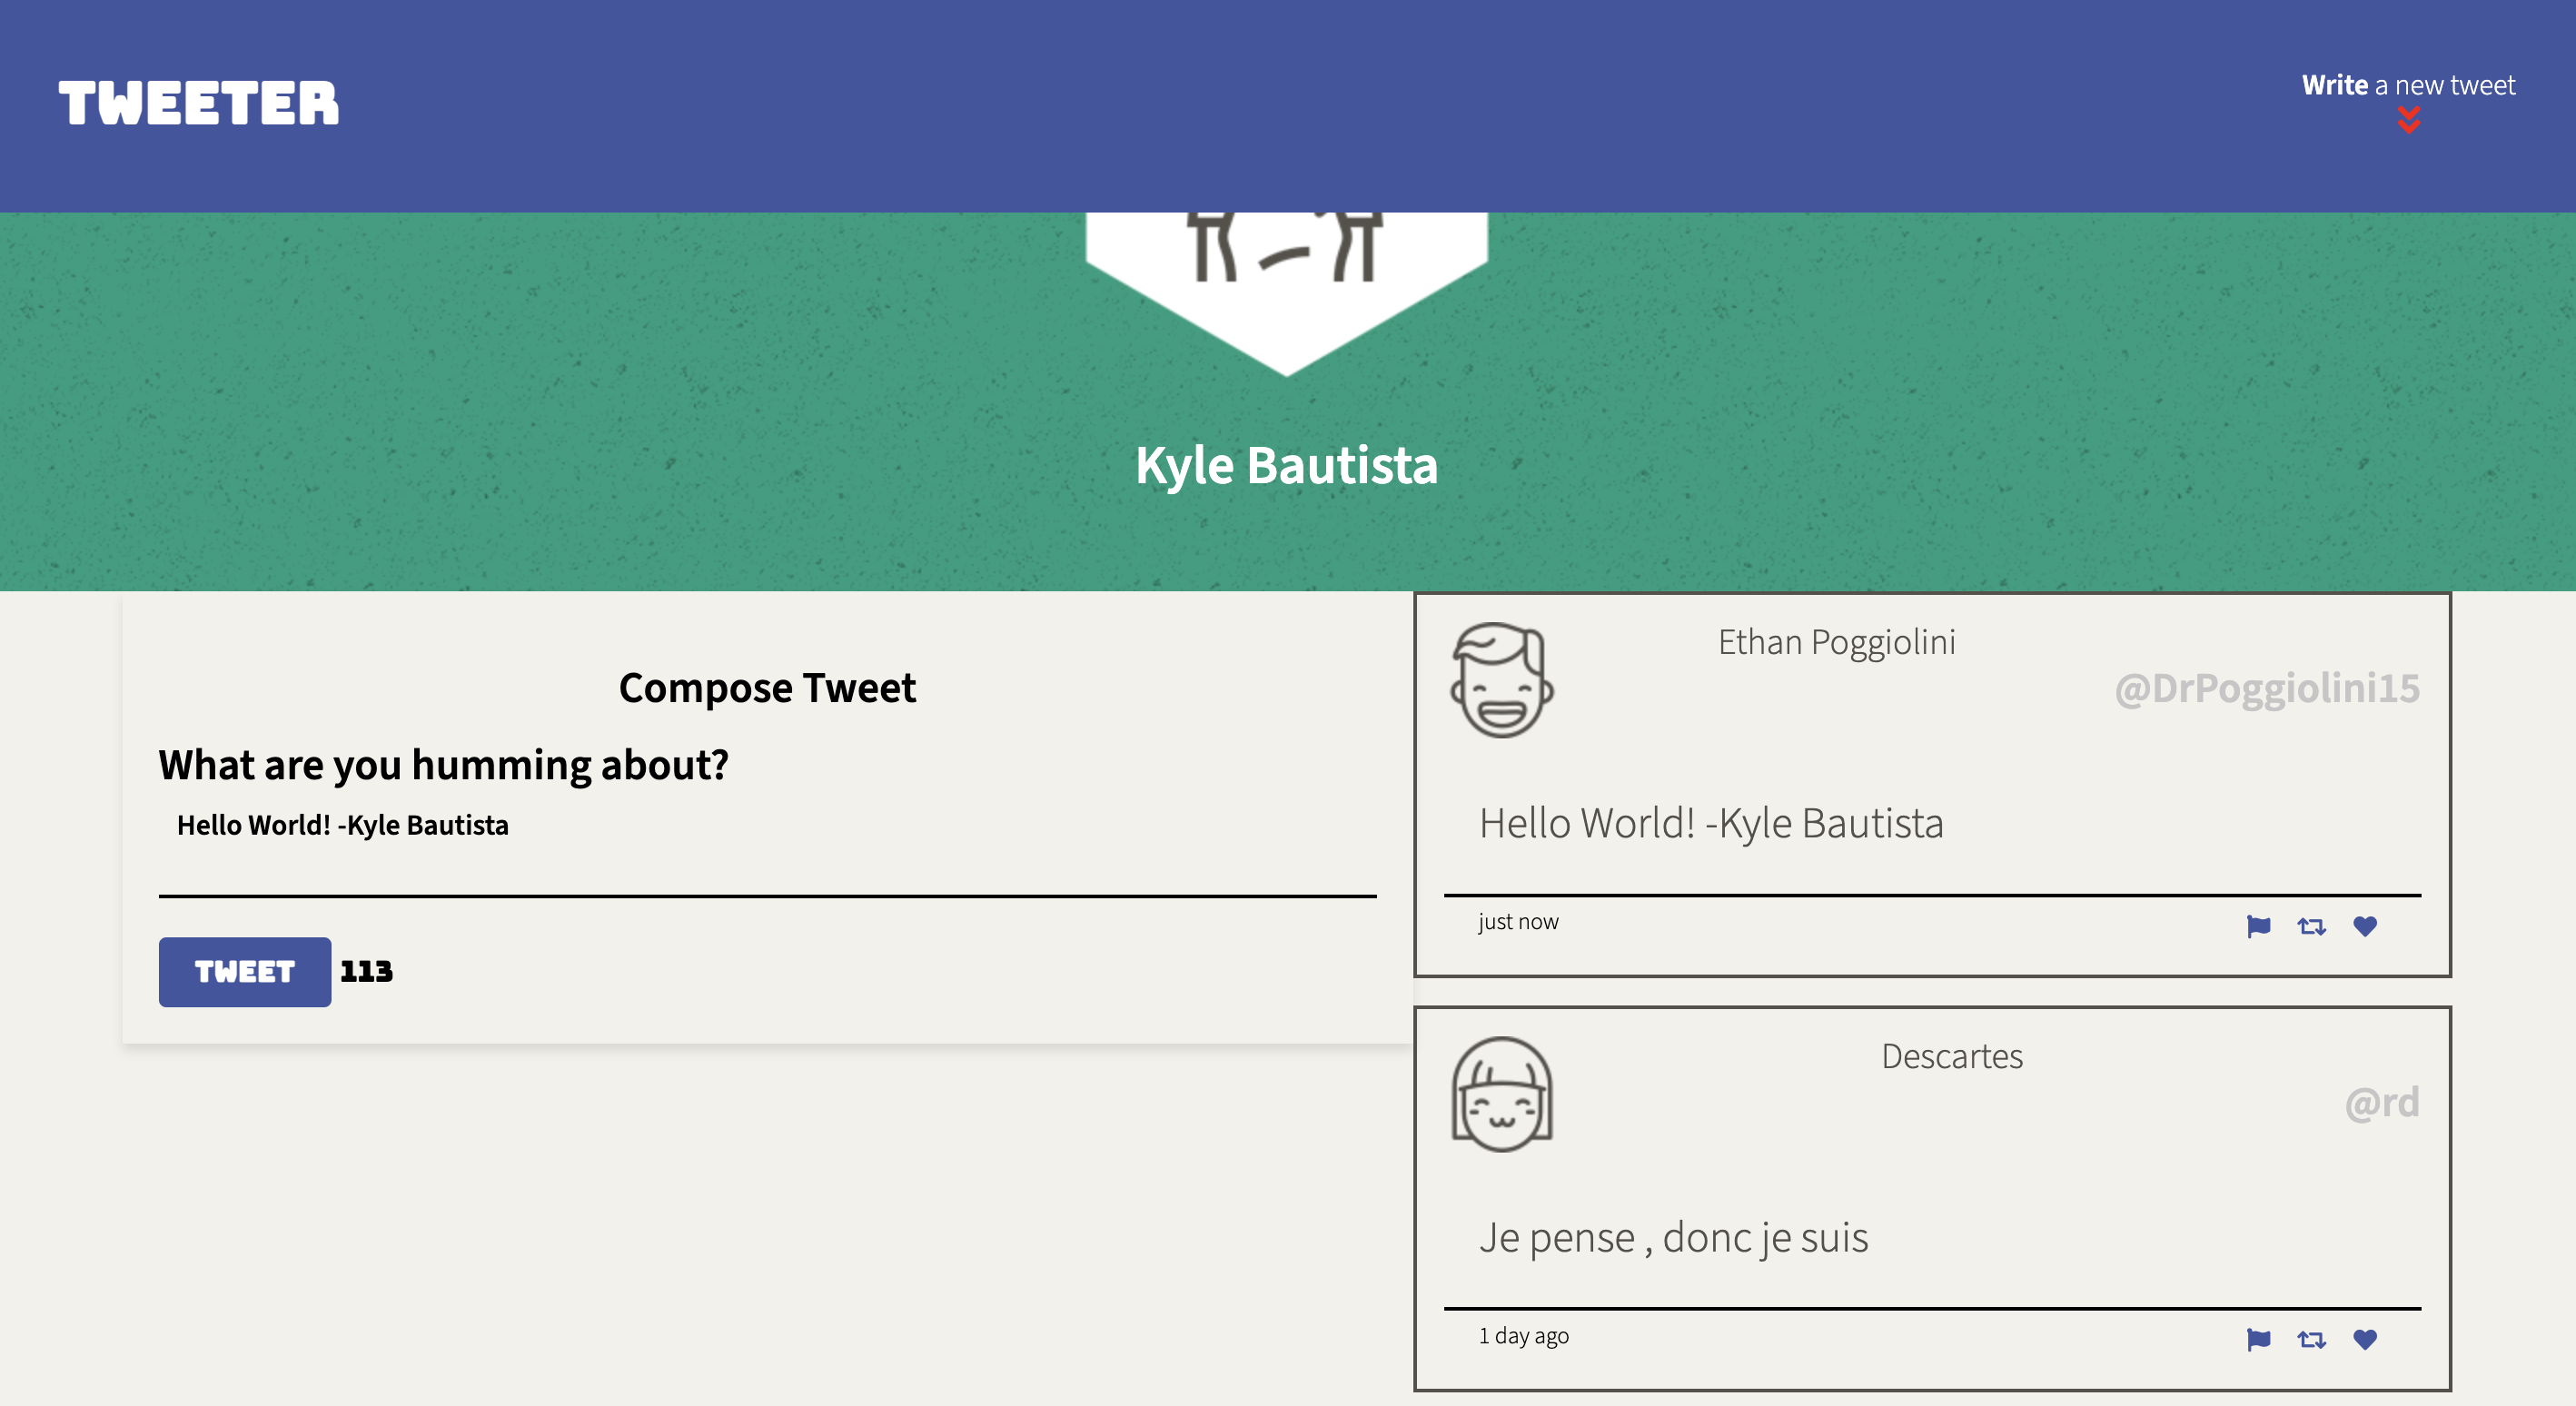 TWEETER
Write a new tweet
Kyle Bautista
Compose Tweet
What are you humming about?
Hello World! -Kyle Bautista
TWEET 113
Ethan Poggiolini
@DrPoggiolini15
Hello World! -Kyle Bautista
just now
Descartes
@rd
Je pense , donc je suis
1 day ago